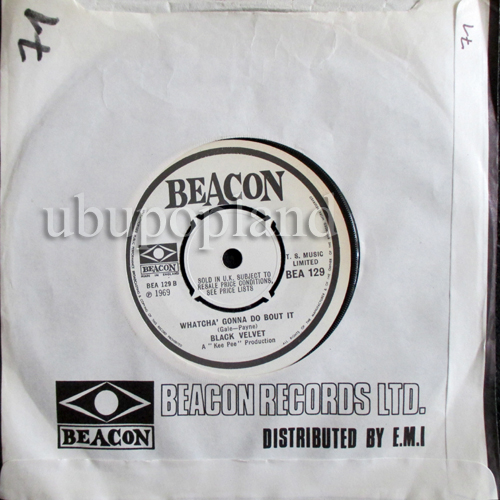 71
71
BEACON
ubupopland
BEACON
BEA 129 B
℗ 1969
SOLD IN U.K. SUBJECT TO
RESALE PRICE CONDITIONS,
SEE PRICE LISTS
T. S. MUSIC
LIMITED
BEA 129
WHATCHA' GONNA DO BOUT IT
(Gale—Payne)
BLACK VELVET
A " Kee Pee " Production
BEACON
BEACON RECORDS LTD.
DISTRIBUTED BY E.M.I